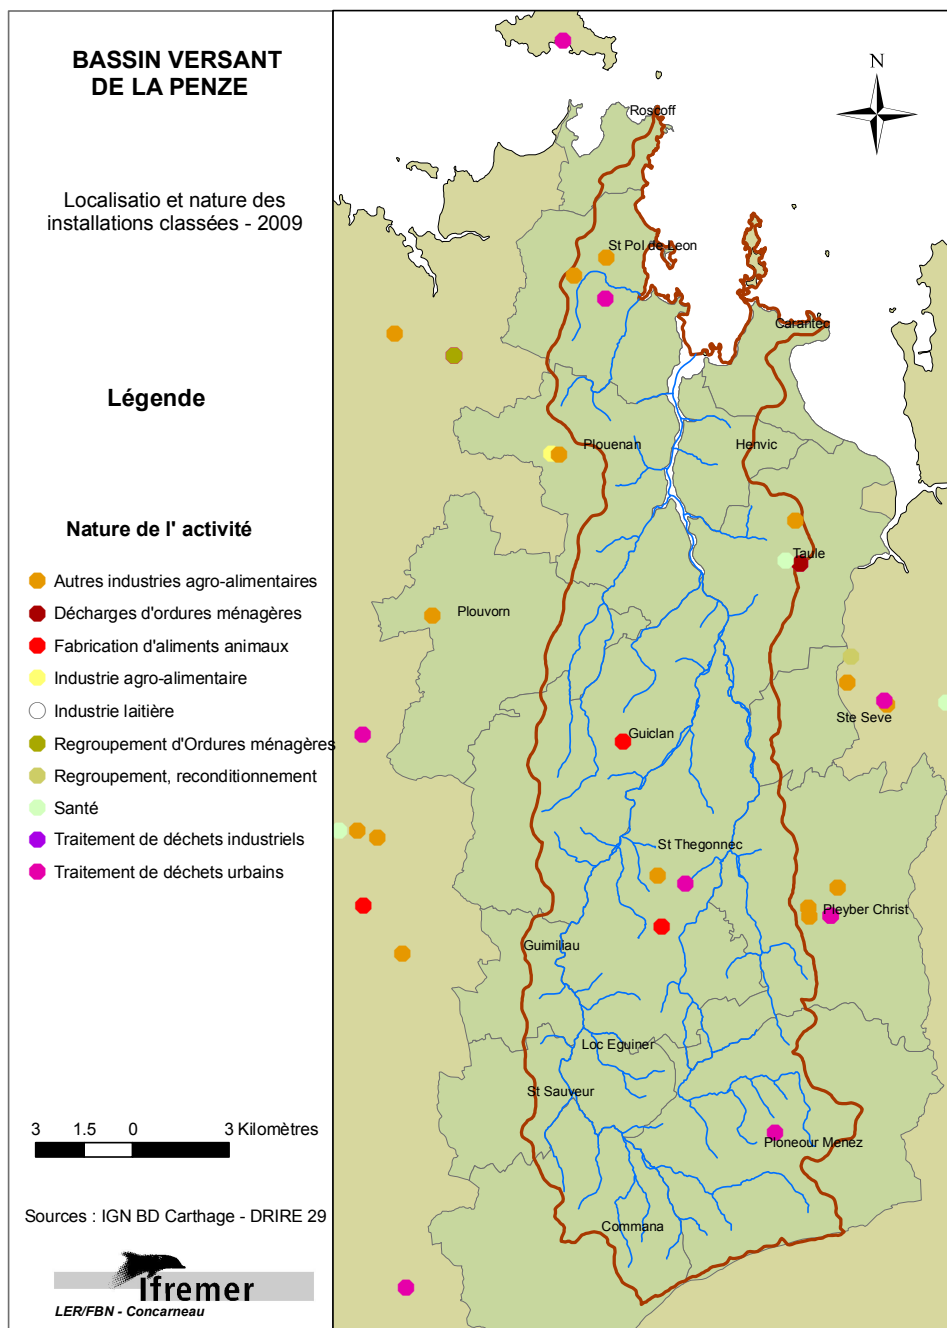 BASSIN VERSANT
DE LA PENZE
Localisatio et nature des
installations classées - 2009
Légende
Nature de l' activité
Autres industries agro-alimentaires
Décharges d'ordures ménagères
Fabrication d'aliments animaux
Industrie agro-alimentaire
Industrie laitière
Regroupement d'Ordures ménagères
Regroupement, reconditionnement
Santé
Traitement de déchets industriels
Traitement de déchets urbains
3 1.5 0 3 Kilomètres
Sources : IGN BD Carthage - DRIRE 29
Ifremer
LER/FBN - Concarneau
N
Roscoff
St Pol de Leon
Carantec
Plouenan
Henvic
Taule
Plouvorn
Ste Seve
Guiclan
St Thegonnec
Pleyber Christ
Guimiliau
Loc Eguiner
St Sauveur
Ploneour Menez
Commana